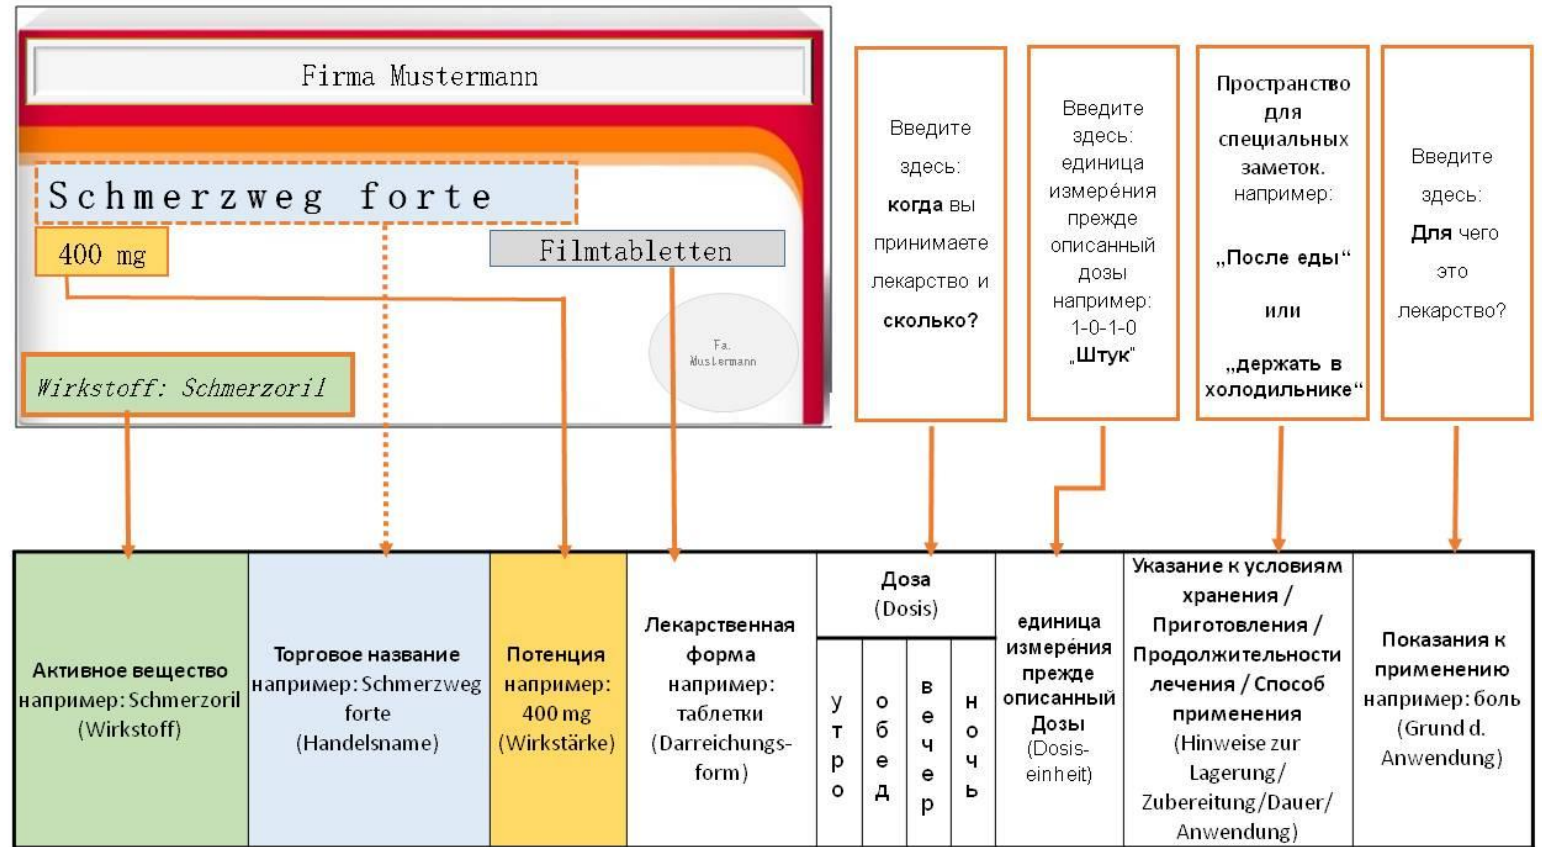 Firma Mustermann
Schmerzweg forte
400 mg
Filmtabletten
Fa.
Mustermann
Wirkstoff: Schmerzoril
Введите
здесь:
когда вы
принимаете
лекарство и
сколько?
Введите
здесь:
единица
измерéния
прежде
описанный
дозы
например:
1-0-1-0
„Штук“
Пространство
для
специальных
заметок.
например:
„После еды“
или
„держать в
холодильнике“
Введите
здесь:
Для чего
это
лекарство?
Активное вещество
например: Schmerzoril
(Wirkstoff)
Торговое название
например: Schmerzweg
forte
(Handelsname)
Потенция
например:
400 mg
(Wirkstärke)
Лекарственная
форма
например:
таблетки
(Darreichungs-
form)
Доза
(Dosis)
утро
обед
вечер
ночь
единица
измерéния
прежде
описанный
Дозы
(Dosis-
einheit)
Указание к условиям
хранения /
Приготовления /
Продолжительности
лечения / Способ
применения
(Hinweise zur
Lagerung/
Zubereitung/Dauer/
Anwendung)
Показания к
применению
например: боль
(Grund d.
Anwendung)